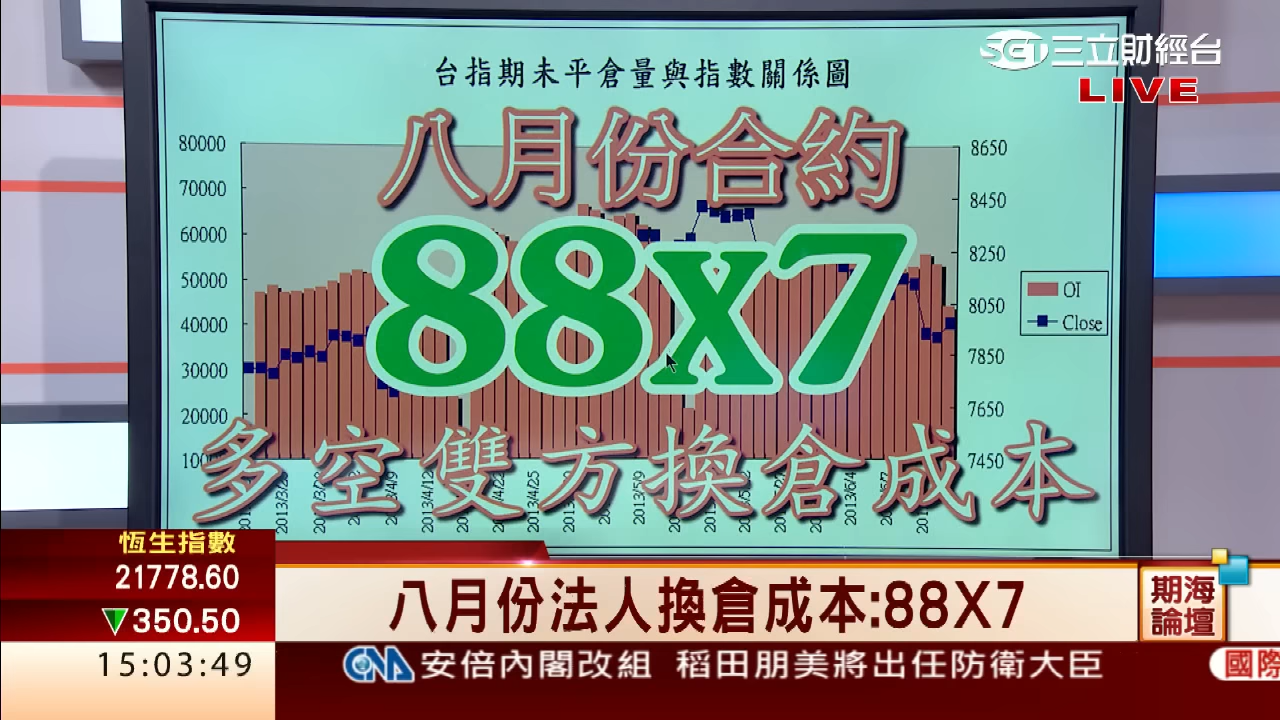 SET 三立財經台
LIVE
台指期未平倉量與指數關係圖
八月份合約
88X7
多空雙方換倉成本
80000
70000
60000
50000
40000
30000
20000
8650
8450
8250
8050
7850
7650
7450
OI
Close
2013/4/12
2013/4/25
2013/5/9
恆生指數
21778.60
▼350.50
15:03:49
八月份法人換倉成本:88X7
期海
論壇
CNA 安倍內閣改組 稻田朋美將出任防衛大臣
國際